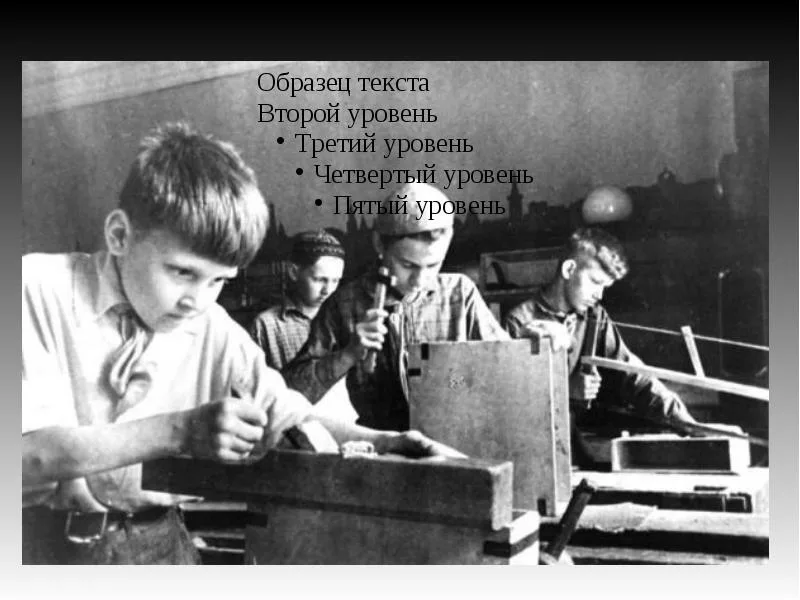 Образец текста
Второй уровень
• Третий уровень
• Четвертый уровень
• Пятый уровень